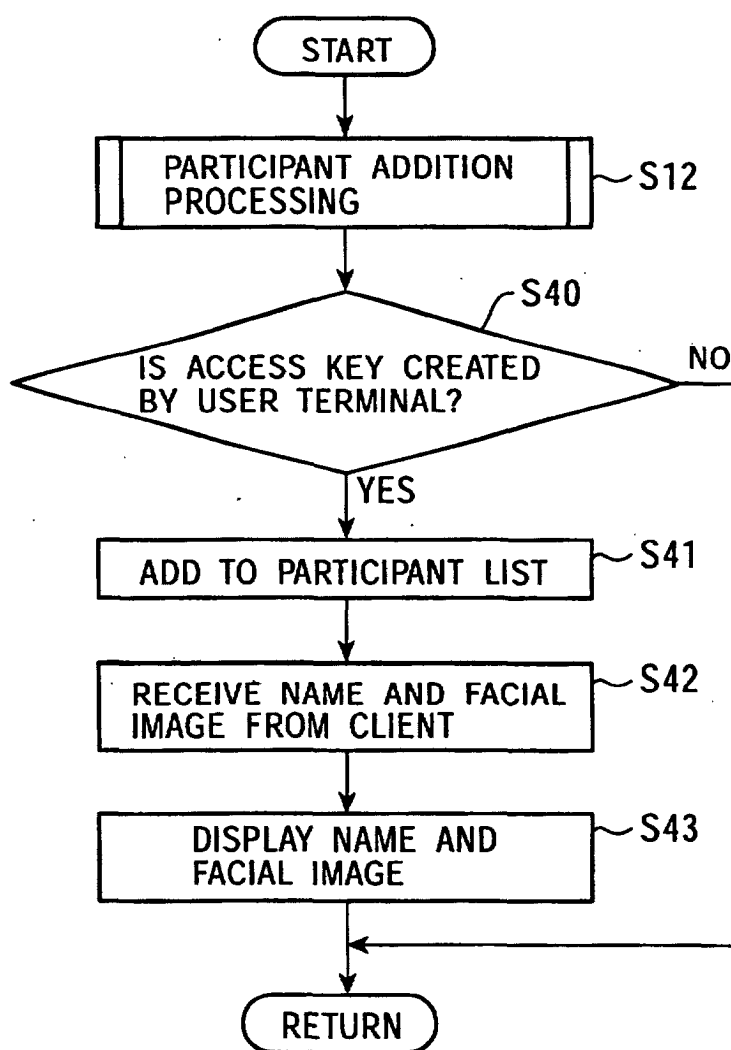 START
PARTICIPANT ADDITION
PROCESSING
S12
S40
IS ACCESS KEY CREATED
BY USER TERMINAL?
NO
YES
ADD TO PARTICIPANT LIST
S41
RECEIVE NAME AND FACIAL
IMAGE FROM CLIENT
S42
DISPLAY NAME AND
FACIAL IMAGE
S43
RETURN